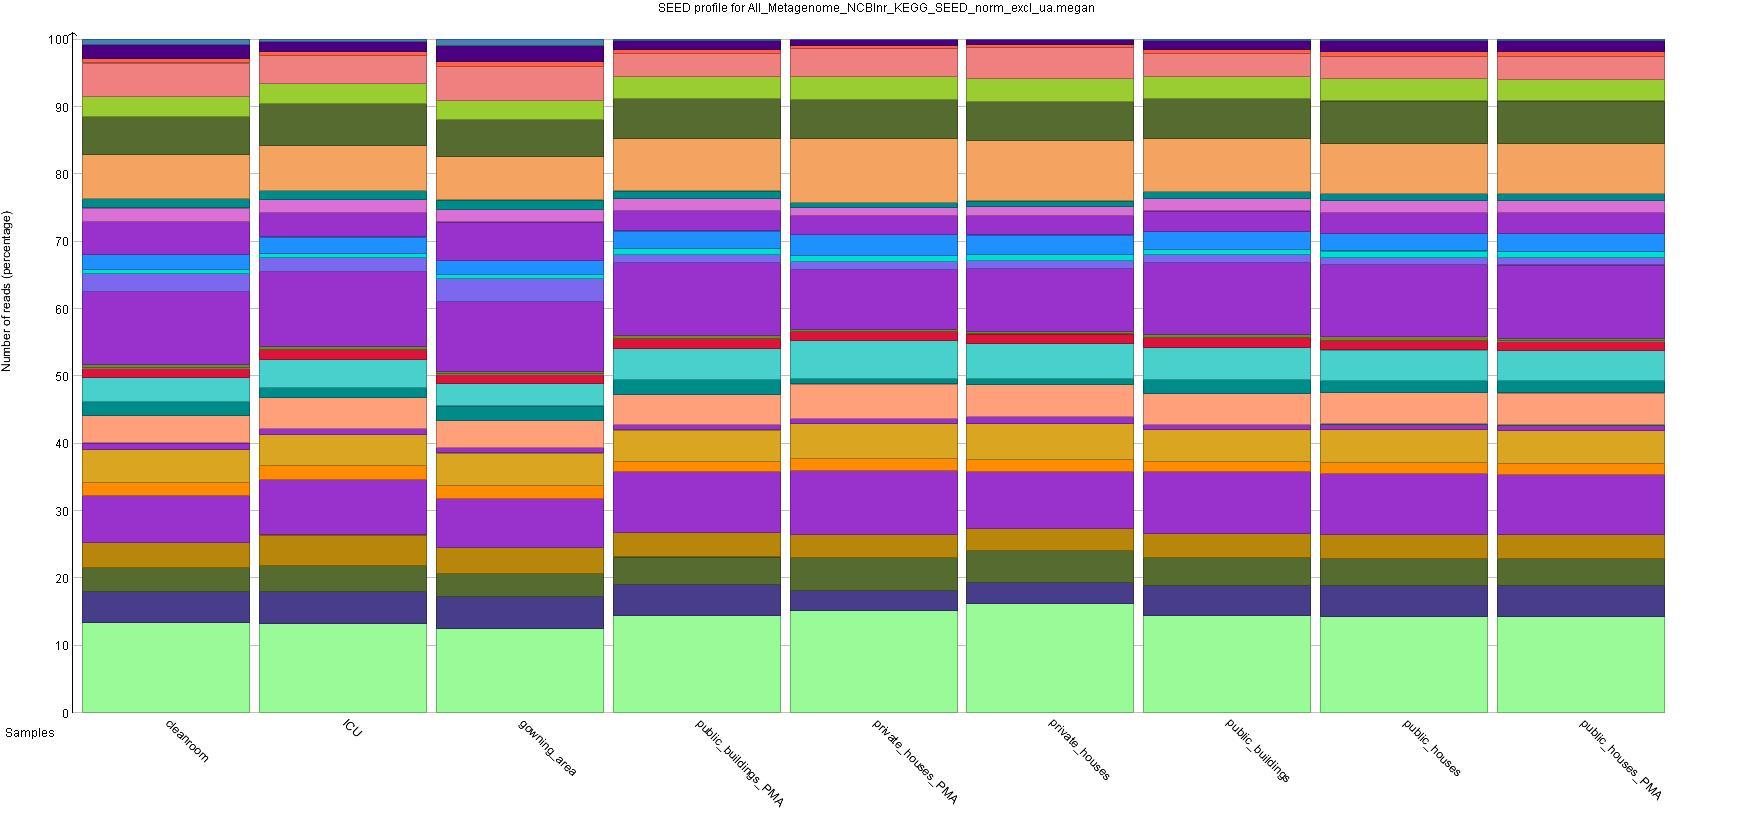 SEED profile for All_Metagenome_NCBInr_KEGG_SEED_norm_excl_ua.megan
Number of reads (percentage)
100
90
80
70
60
50
40
30
20
10
0
Samples
cleanroom
ICU
gowning_area
public_buildings_PMA
private_houses_PMA
private_houses
public_buildings
public_houses
public_houses_PMA